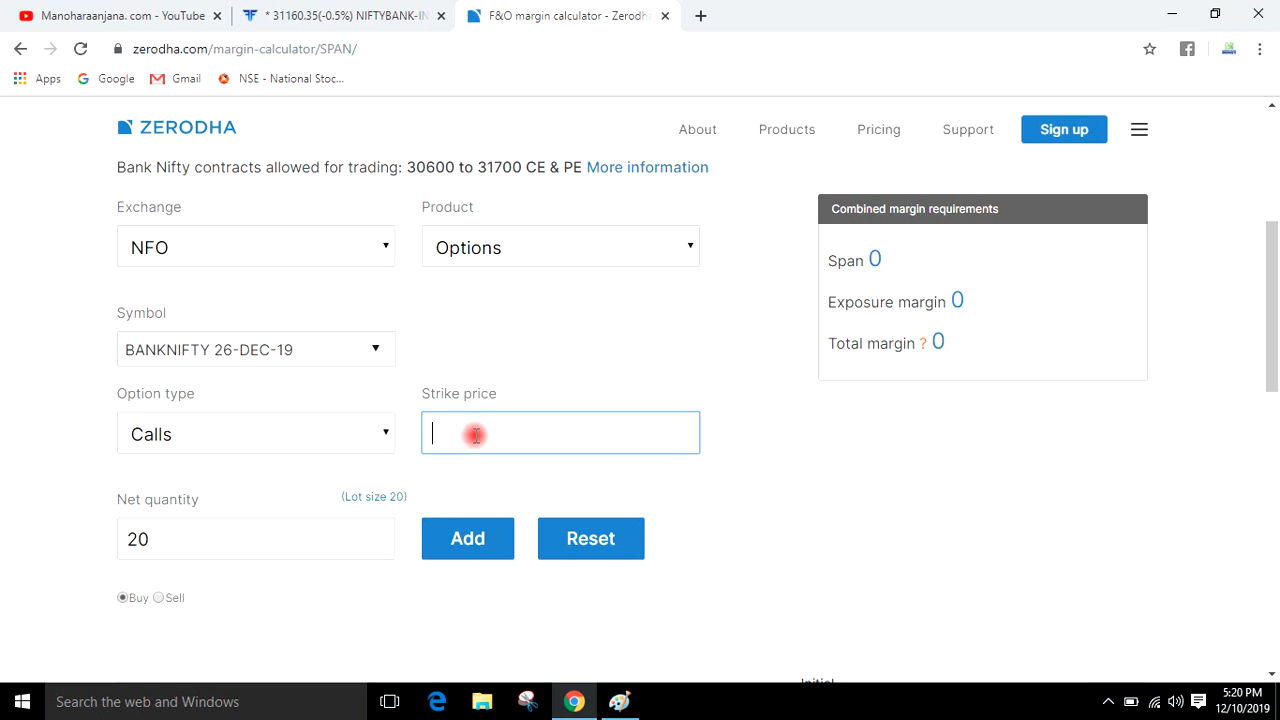 Manoharaanjana. com - YouTube
* 31160.35(-0.5%) NIFTYBANK-IN
F&O margin calculator - Zerodh
zerodha.com/margin-calculator/SPAN/
Apps
Google
Gmail
NSE - National Stoc...
ZERODHA
About
Products
Pricing
Support
Sign up
Bank Nifty contracts allowed for trading: 30600 to 31700 CE & PE More information
Exchange
Product
NFO
Options
Combined margin requirements
Span 0
Exposure margin 0
Total margin ? 0
Symbol
BANKNIFTY 26-DEC-19
Option type
Strike price
Calls
Net quantity
(Lot size 20)
20
Add
Reset
Buy
Sell
Initial
Search the web and Windows
5:20 PM
12/10/2019